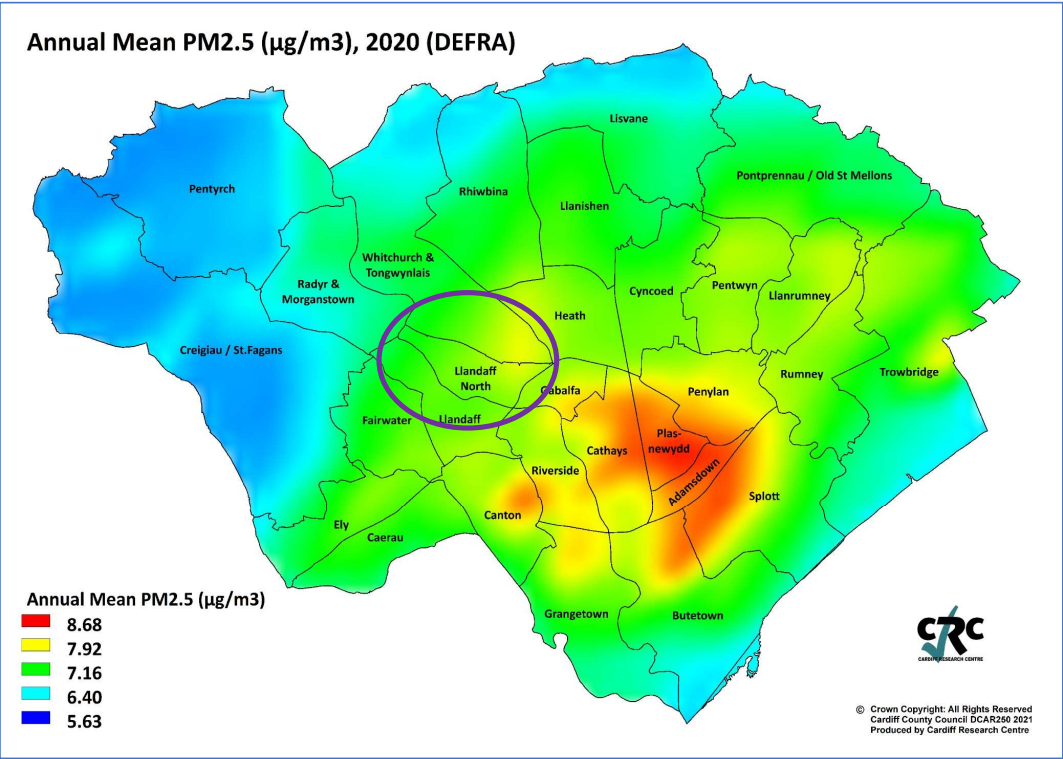 Annual Mean PM2.5 (µg/m3), 2020 (DEFRA)
Lisvane
Pontprennau / Old St Mellons
Pentyrch
Rhiwbina
Llanishen
Whitchurch &
Tongwynlais
Radyr &
Morganstown
Cyncoed
Pentwyn
Llanrumney
Heath
Creigiau / St.Fagans
Llandaff
North
Trowbridge
Rumney
Gabalfa
Penylan
Fairwater
Llandaff
Plas-
newydd
Cathays
Riverside
Adamsdown
Splott
Canton
Ely
Caerau
Grangetown
Butetown
Annual Mean PM2.5 (µg/m3)
8.68
7.92
7.16
6.40
5.63
CRC
CARDIFF RESEARCH CENTRE
© Crown Copyright: All Rights Reserved
Cardiff County Council DCAR250 2021
Produced by Cardiff Research Centre